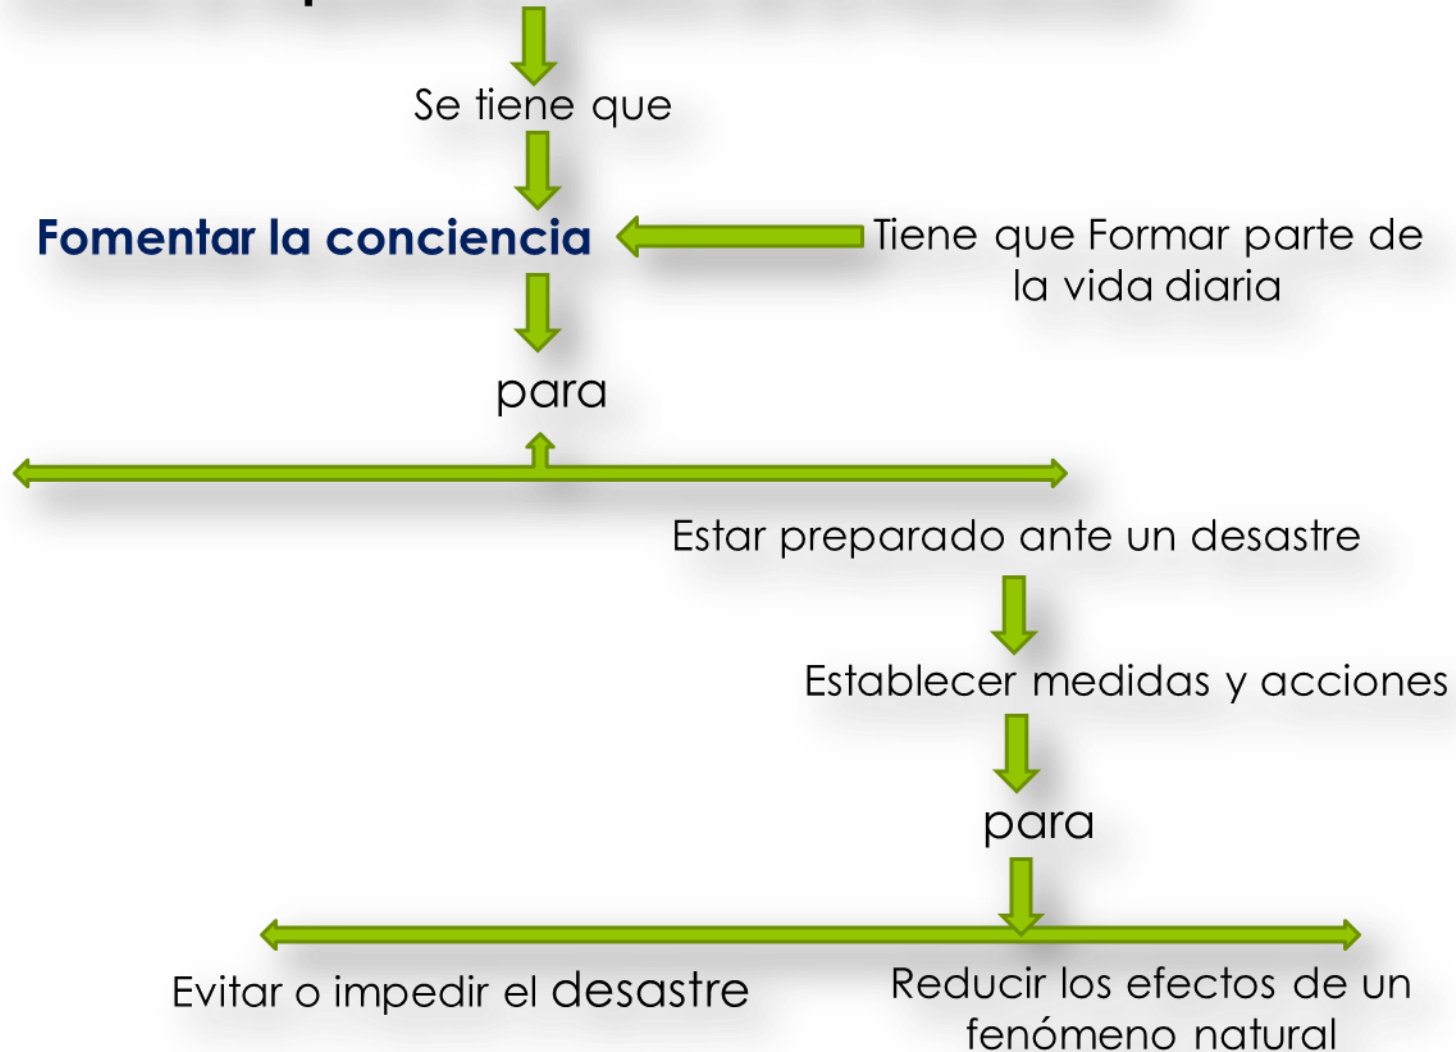 Se tiene que
Fomentar la conciencia
Tiene que Formar parte de
la vida diaria
para
Estar preparado ante un desastre
Establecer medidas y acciones
para
Evitar o impedir el desastre
Reducir los efectos de un
fenómeno natural